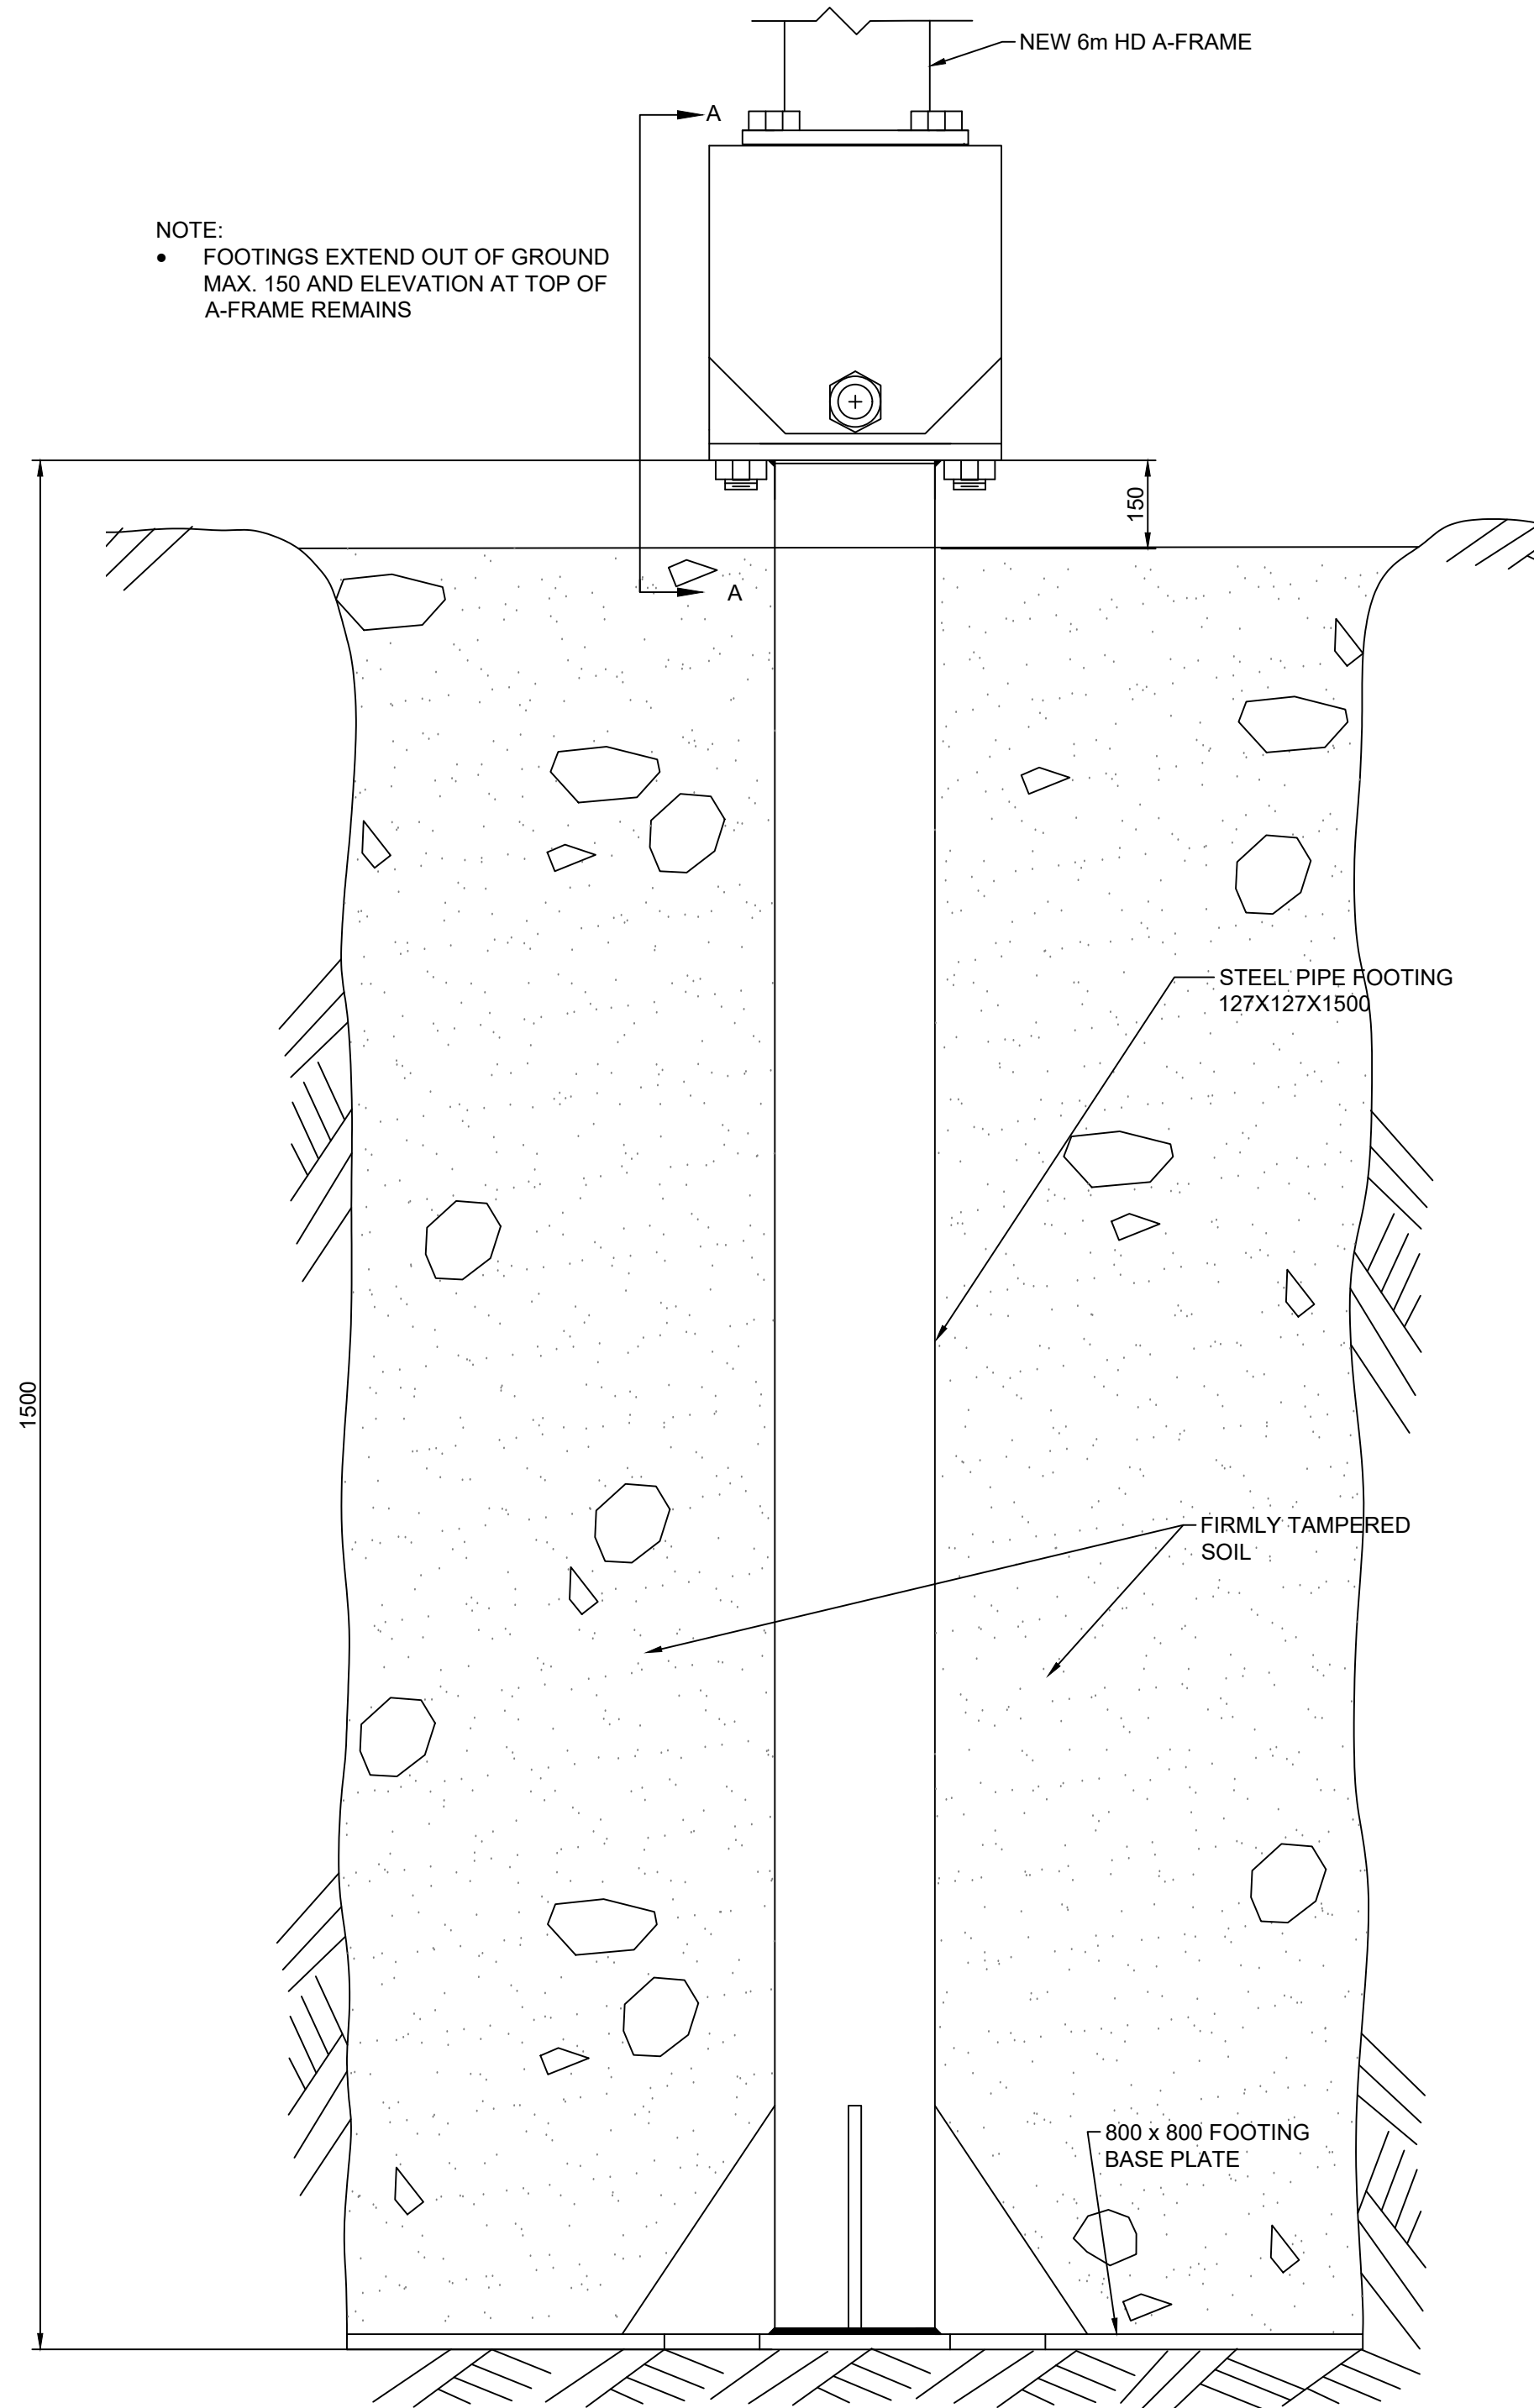 NEW 6m HD A-FRAME
A
NOTE:
• FOOTINGS EXTEND OUT OF GROUND
MAX. 150 AND ELEVATION AT TOP OF
A-FRAME REMAINS
150
A
STEEL PIPE FOOTING
127X127X1500
1500
FIRMLY TAMPERED
SOIL
800 x 800 FOOTING
BASE PLATE